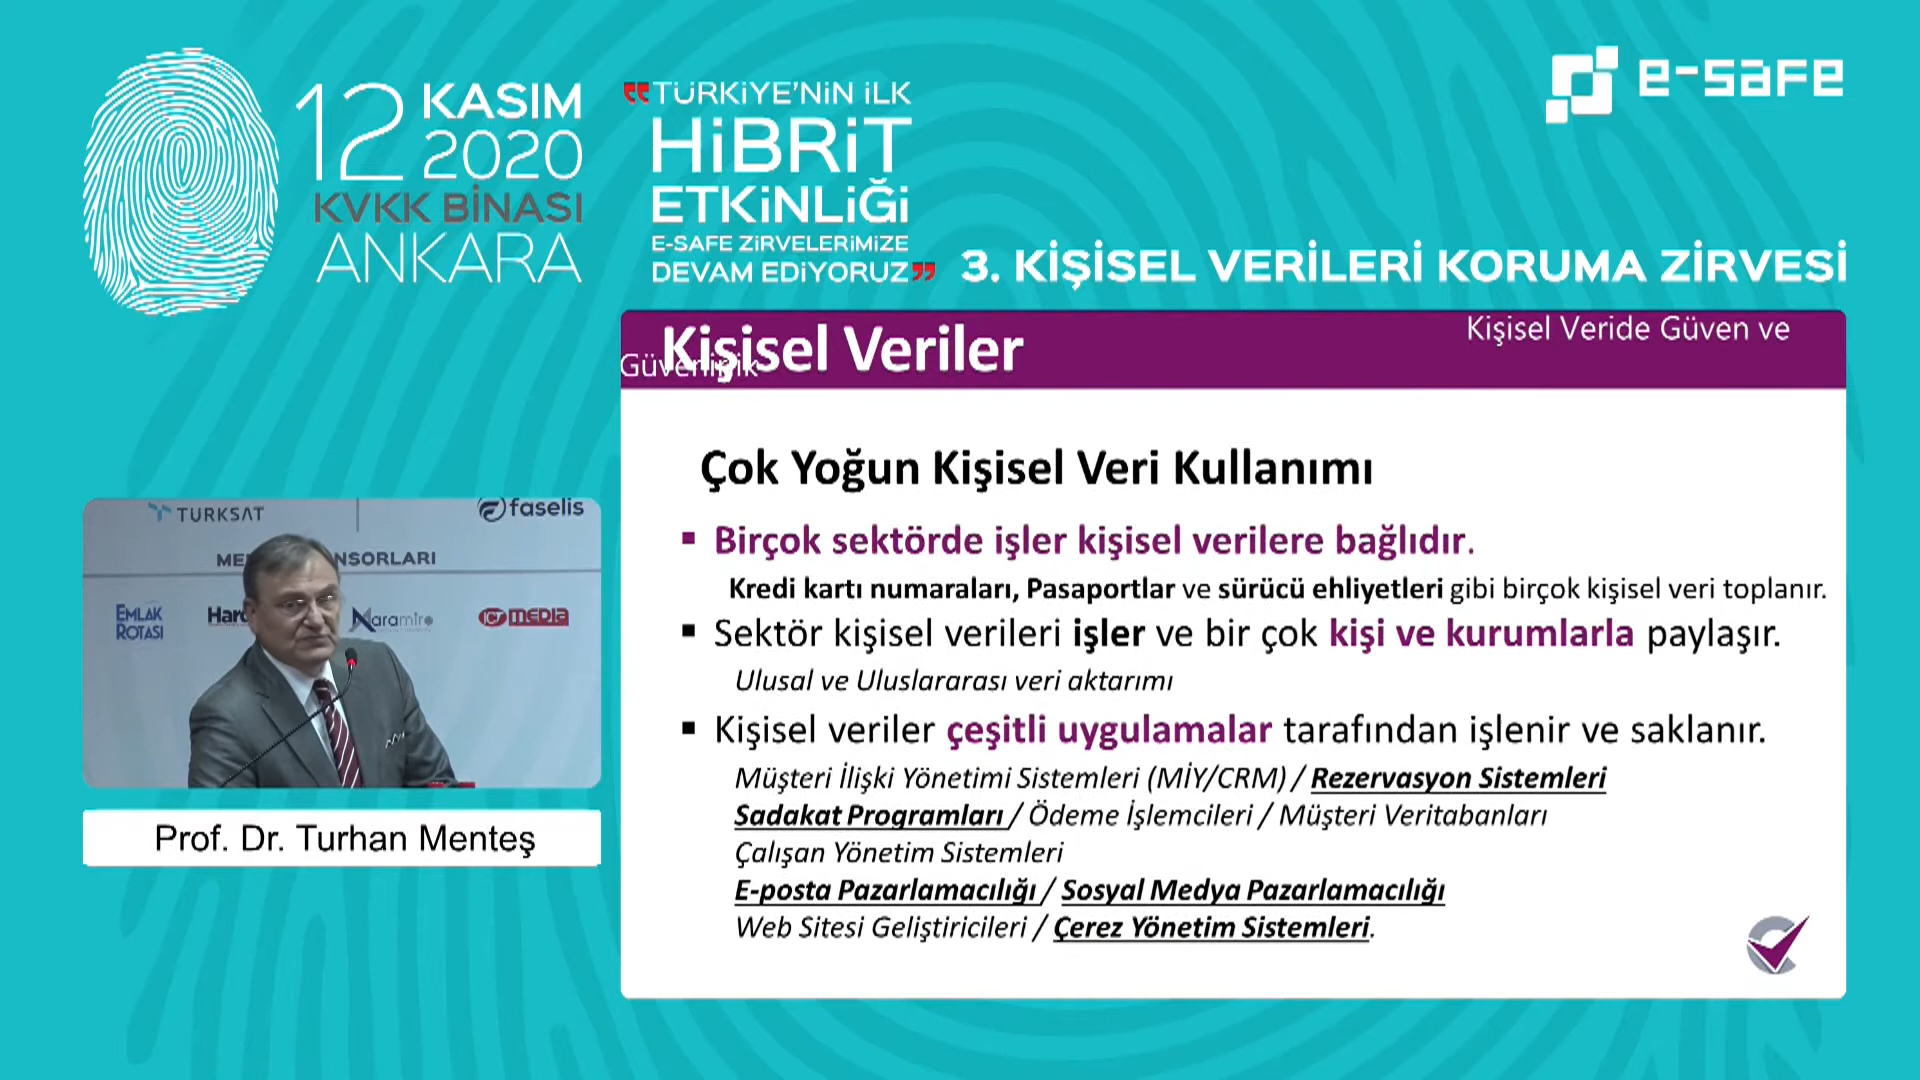 12 KASIM
2020
KVKK BİNASI
ANKARA
TÜRKİYE'NİN İLK
HİBRİT
ETKİNLİĞİ
E-SAFE ZİRVELERİMİZE
DEVAM EDİYORUZ
e-safe
3. KİŞİSEL VERİLERİ KORUMA ZİRVESİ
Kişisel Veriler
Kişisel Veride Güven ve
Güvenirlik
Çok Yoğun Kişisel Veri Kullanımı
▪ Birçok sektörde işler kişisel verilere bağlıdır.
Kredi kartı numaraları, Pasaportlar ve sürücü ehliyetleri gibi birçok kişisel veri toplanır.
▪ Sektör kişisel verileri işler ve bir çok kişi ve kurumlarla paylaşır.
Ulusal ve Uluslararası veri aktarımı
▪ Kişisel veriler çeşitli uygulamalar tarafından işlenir ve saklanır.
Müşteri İlişki Yönetimi Sistemleri (MİY/CRM) / Rezervasyon Sistemleri
Sadakat Programları / Ödeme İşlemcileri / Müşteri Veritabanları
Çalışan Yönetim Sistemleri
E-posta Pazarlamacılığı / Sosyal Medya Pazarlamacılığı
Web Sitesi Geliştiricileri / Çerez Yönetim Sistemleri.
TURKSAT
faselis
EMLAK
ROTASI
MEDIA
Prof. Dr. Turhan Menteş